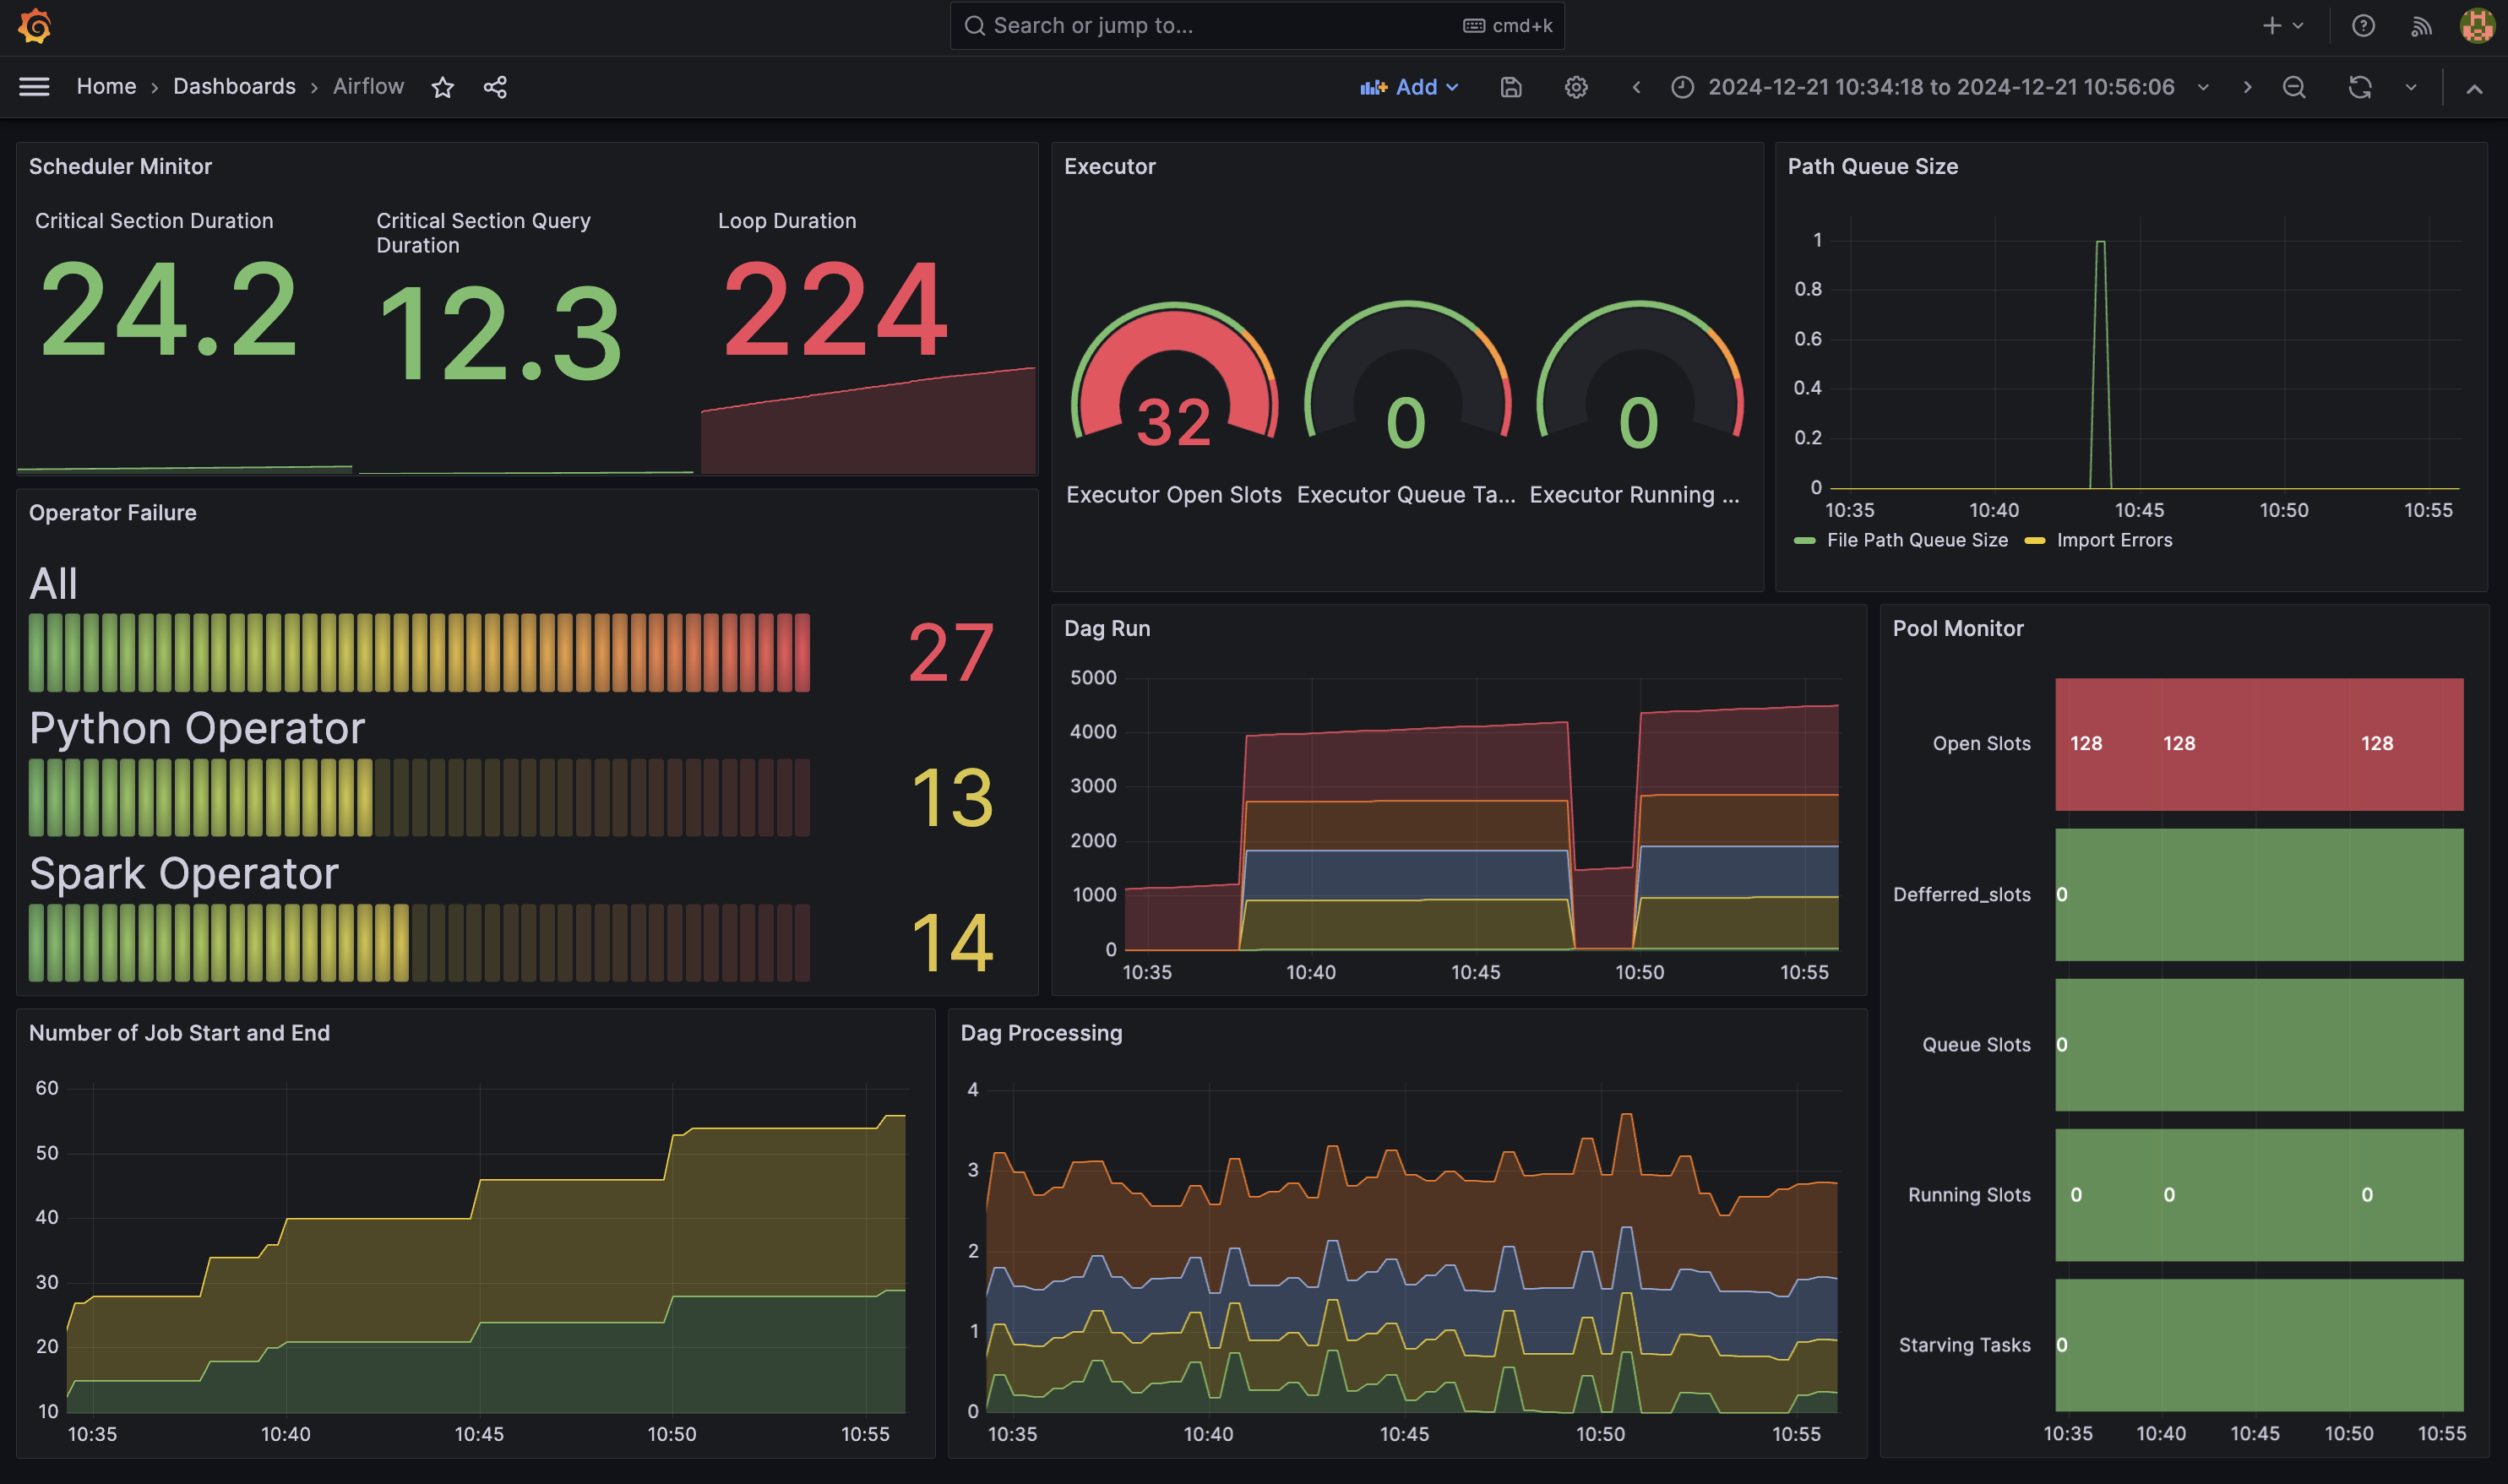 Search or jump to...
cmd+k
Home › Dashboards › Airflow
Add
2024-12-21 10:34:18 to 2024-12-21 10:56:06
Scheduler Minitor
Critical Section Duration
24.2
Critical Section Query
Duration
12.3
Loop Duration
224
Executor
32
0
0
Executor Open Slots
Executor Queue Ta...
Executor Running ...
Path Queue Size
1
0.8
0.6
0.4
0.2
0
10:35 10:40 10:45 10:50 10:55
File Path Queue Size Import Errors
Operator Failure
All
27
Python Operator
13
Spark Operator
14
Dag Run
5000
4000
3000
2000
1000
0
10:35 10:40 10:45 10:50 10:55
Pool Monitor
Open Slots 128 128 128
Defferred_slots 0
Queue Slots 0
Running Slots 0 0 0
Starving Tasks 0
10:35 10:40 10:45 10:50 10:55
Number of Job Start and End
60
50
40
30
20
10
10:35 10:40 10:45 10:50 10:55
Dag Processing
4
3
2
1
0
10:35 10:40 10:45 10:50 10:55